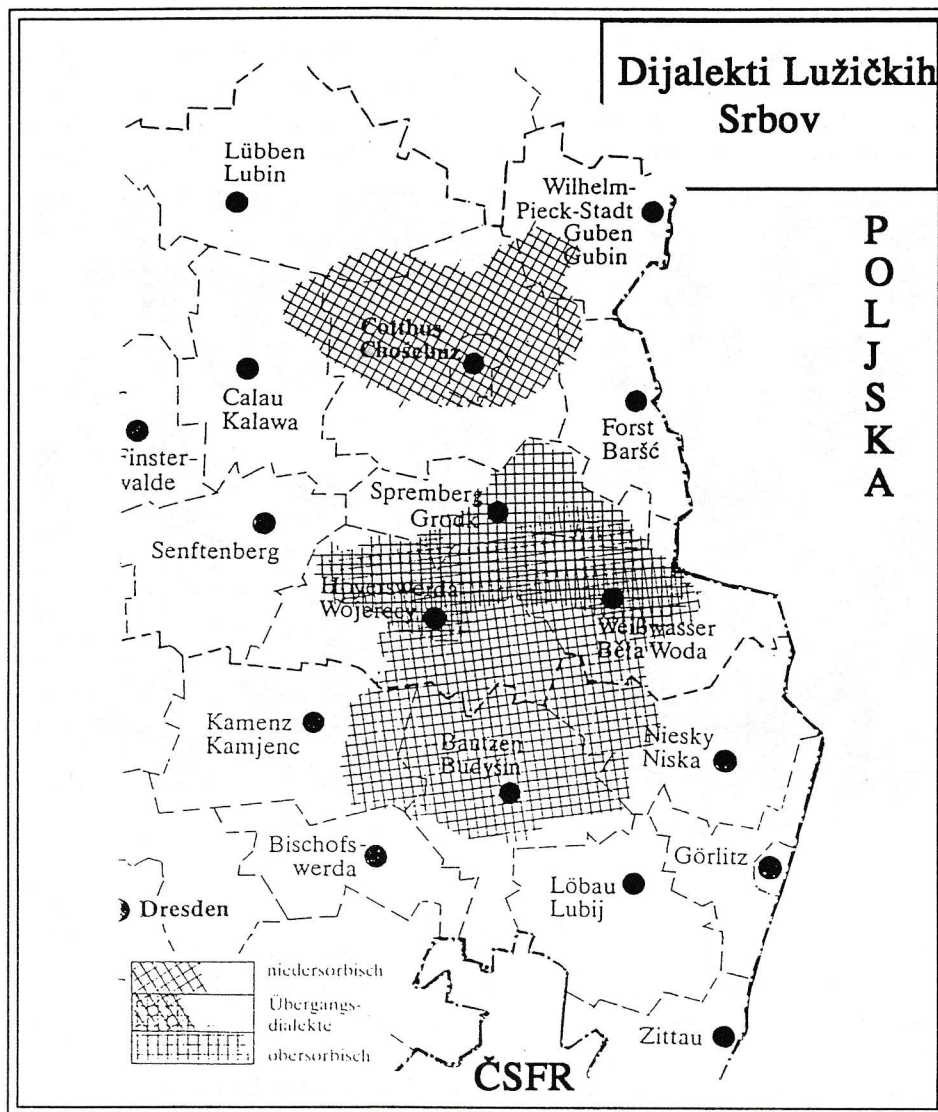 Dijalekti Lužičkih
Srbov
Lübben
Lubin
Wilhelm-
Pieck-Stadt
Guben
Gubin
POLJSKA
Cottbus
Calau
Kalawa
Forst
Baršć
Finster-
walde
Spremberg
Grodk
Senftenberg
Hoyerswerda
Wojerecy
Weißwasser
Běła Woda
Kamenz
Kamjenc
Bautzen
Budyšin
Niesky
Niska
Bischofs-
werda
Görlitz
Löbau
Lubij
Dresden
niedersorbisch
Übergangs-
dialekte
obersorbisch
Zittau
ČSFR